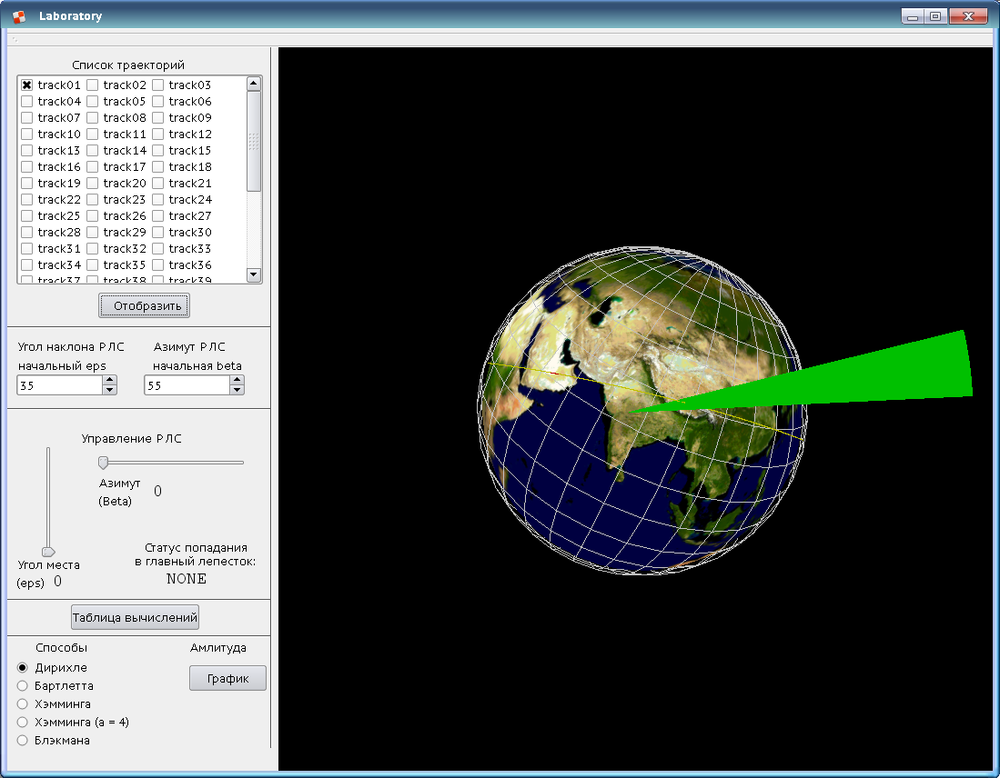 Laboratory
Список траекторий
track01 track02 track03
track04 track05 track06
track07 track08 track09
track10 track11 track12
track13 track14 track15
track16 track17 track18
track19 track20 track21
track22 track23 track24
track25 track26 track27
track28 track29 track30
track31 track32 track33
track34 track35 track36
track37 track38 track39
Отобразить
Угол наклона РЛС Азимут РЛС
начальный eps начальная beta
35 55
Управление РЛС
Азимут
(Beta) 0
Статус попадания
в главный лепесток:
NONE
Угол места
(eps) 0
Таблица вычислений
Способы Амлитуда
Дирихле
График
Бартлетта
Хэмминга
Хэмминга (a = 4)
Блэкмана